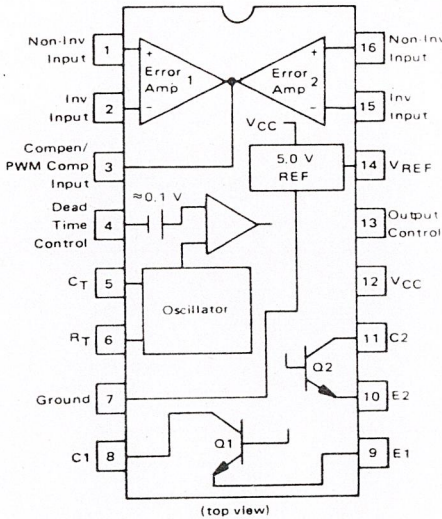 Non-Inv
Input
1
+
Error
Amp
1
Inv
Input
2
–
Compen/
PWM Comp
Input
3
Dead
Time
Control
4
≈0.1 V
CT
5
Oscillator
RT
6
Ground
7
C1
8
Q1
Non-Inv
Input
16
+
Error
Amp
2
Inv
Input
15
–
VCC
5.0 V
REF
14
VREF
13
Output
Control
12
VCC
11
C2
Q2
10
E2
9
E1
(top view)